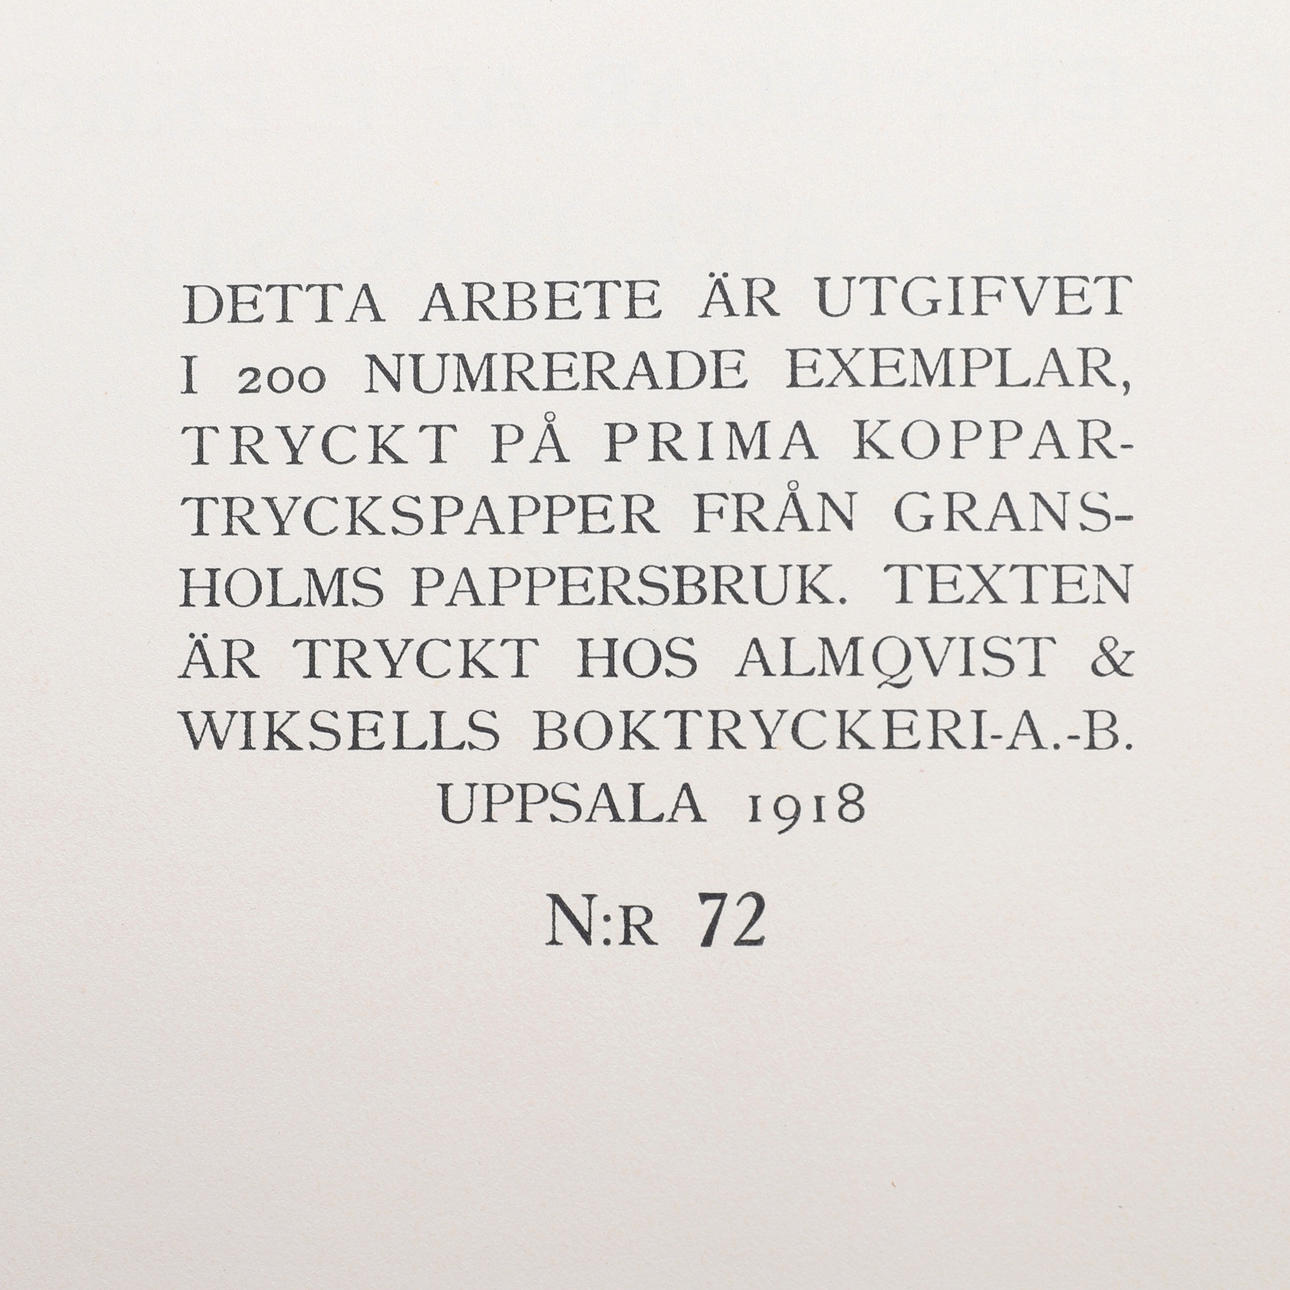 DETTA ARBETE ÄR UTGIFVET
I 200 NUMRERADE EXEMPLAR,
TRYCKT PÅ PRIMA KOPPAR-
TRYCKSPAPPER FRÅN GRANS-
HOLMS PAPPERSBRUK. TEXTEN
ÄR TRYCKT HOS ALMQVIST &
WIKSELLS BOKTRYCKERI-A.-B.
UPPSALA 1918
N:R 72